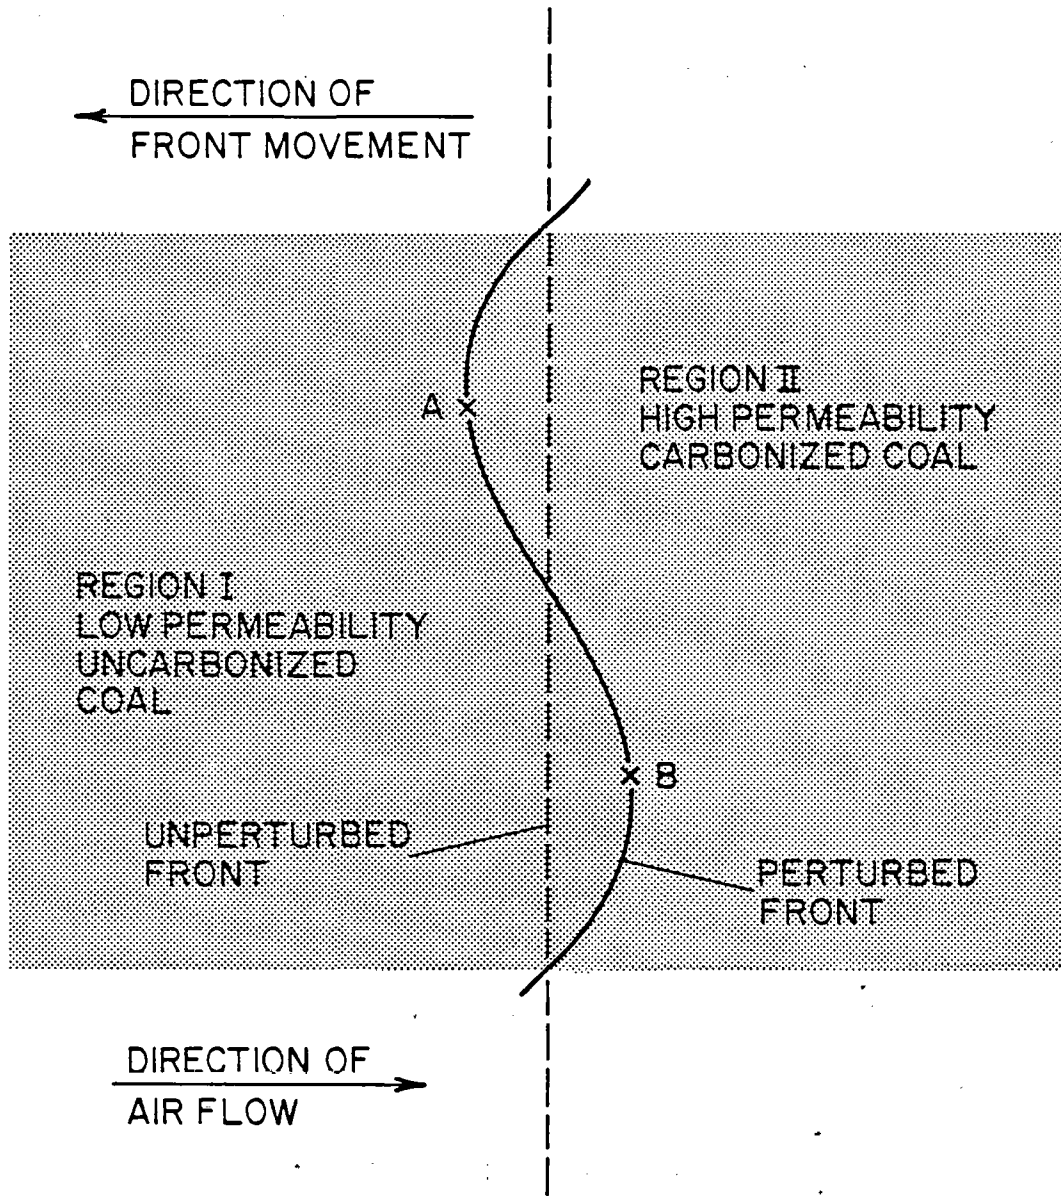 DIRECTION OF
FRONT MOVEMENT
A
REGION II
HIGH PERMEABILITY
CARBONIZED COAL
REGION I
LOW PERMEABILITY
UNCARBONIZED
COAL
B
UNPERTURBED
FRONT
PERTURBED
FRONT
DIRECTION OF
AIR FLOW